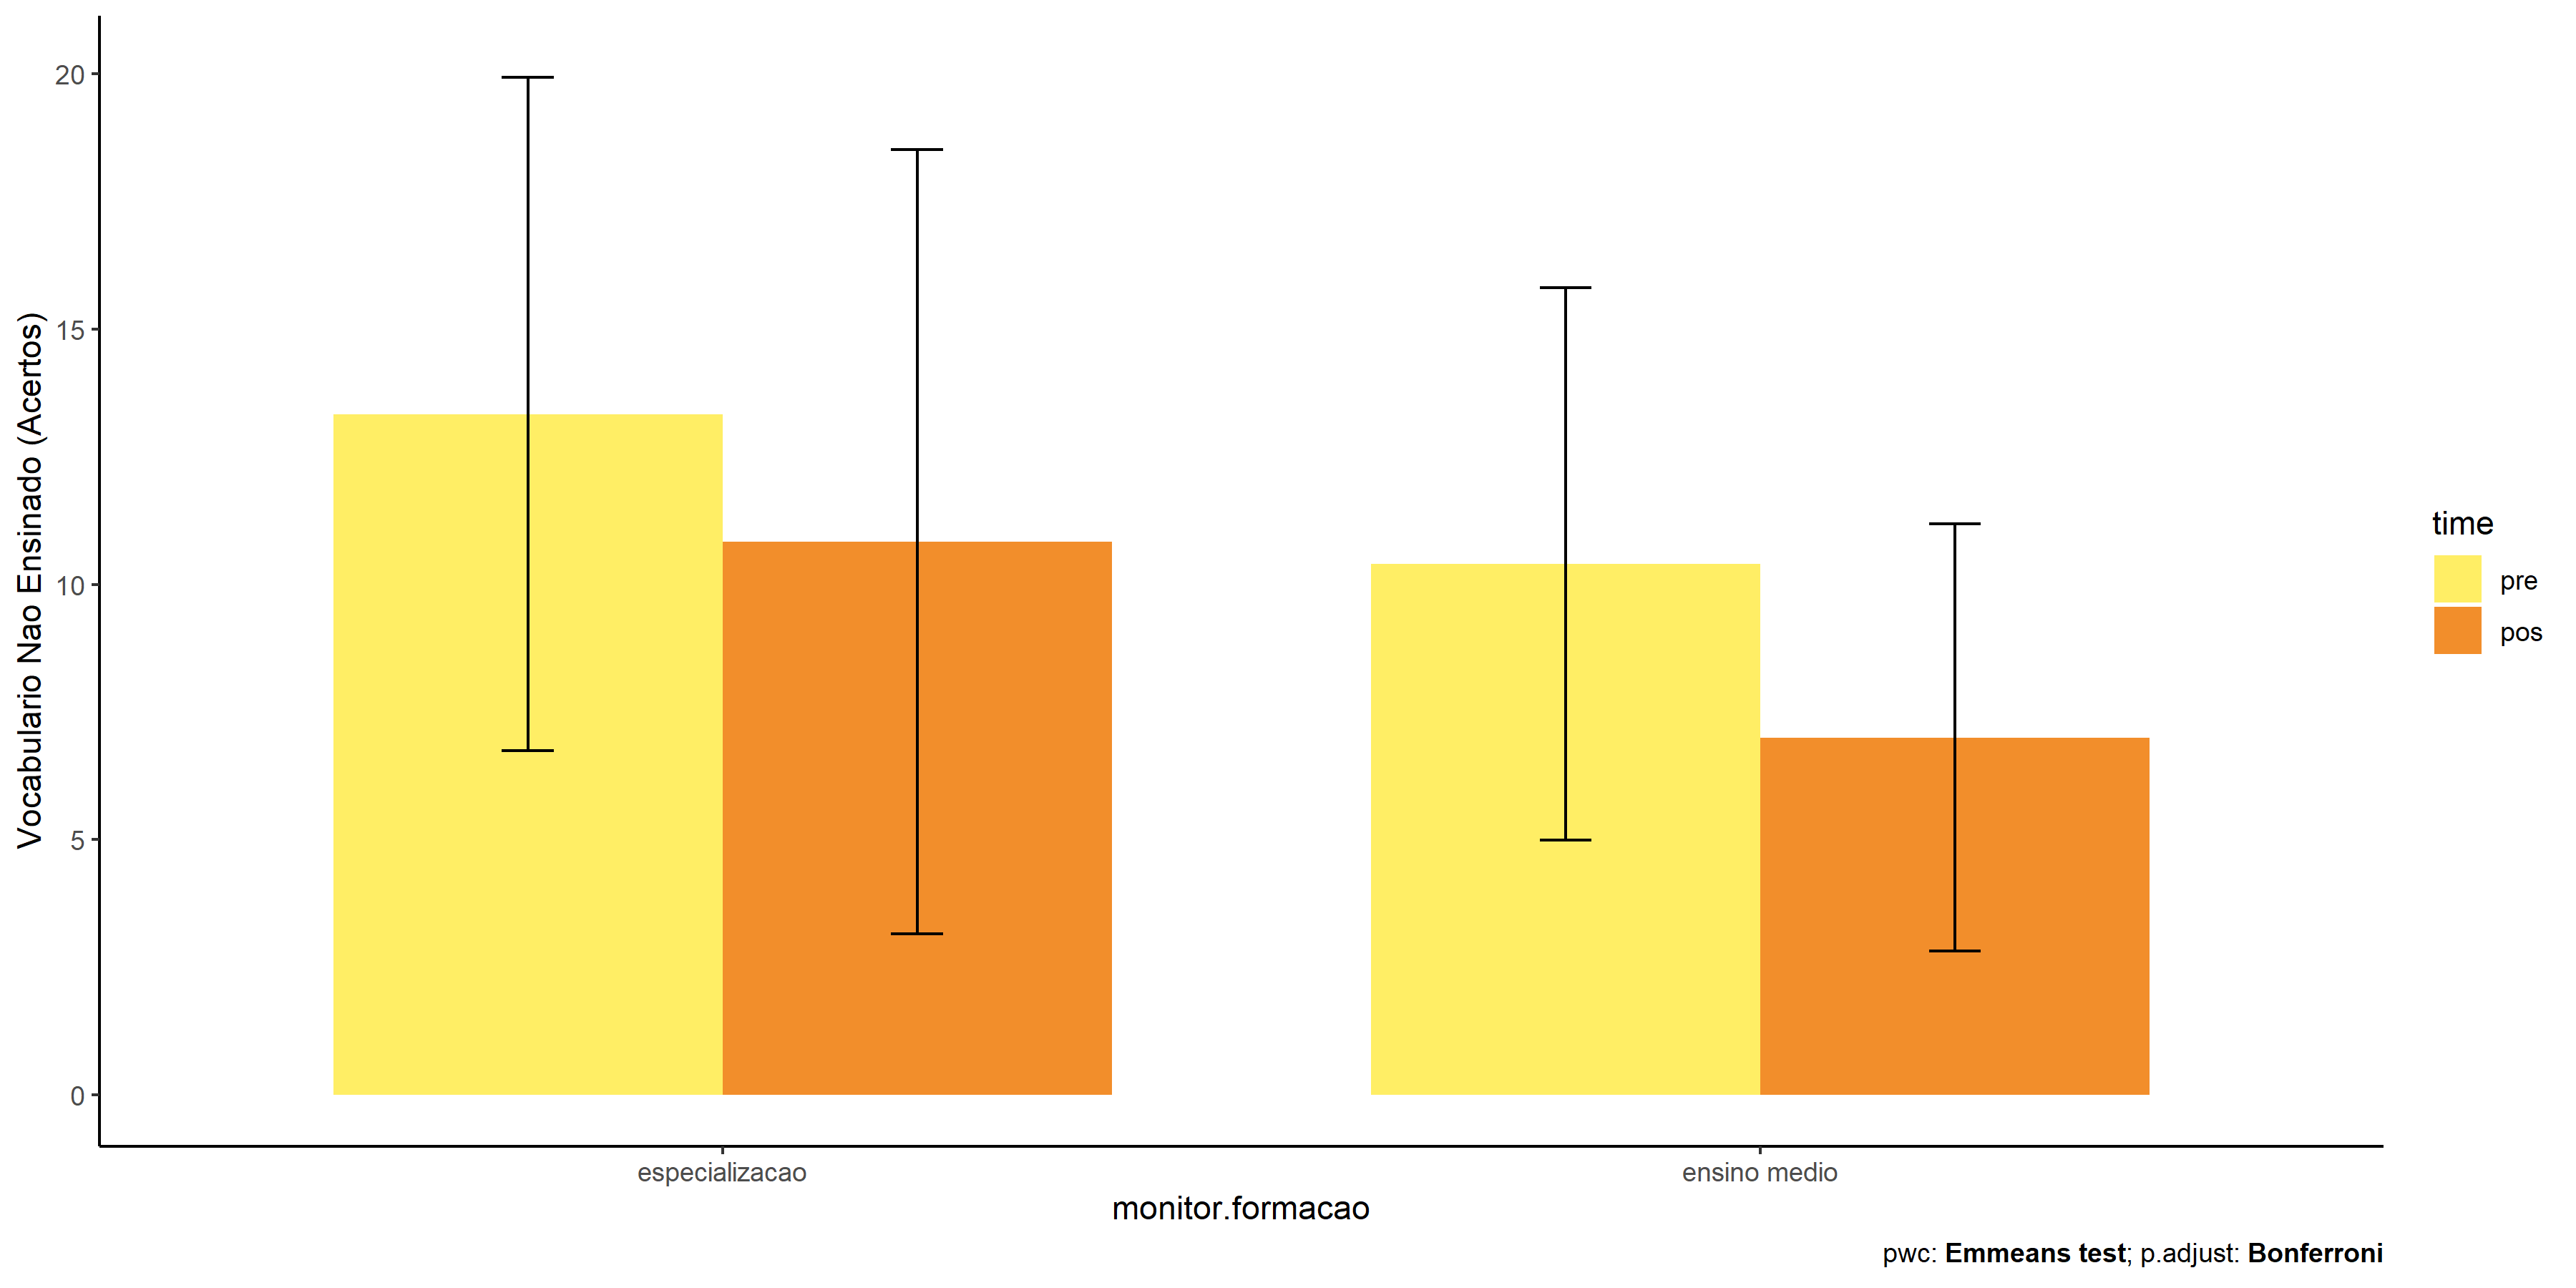 Vocabulario Nao Ensinado (Acertos)
20
15
10
5
0
especializacao
ensino medio
monitor.formacao
time
pre
pos
pwc: Emmeans test; p.adjust: Bonferroni